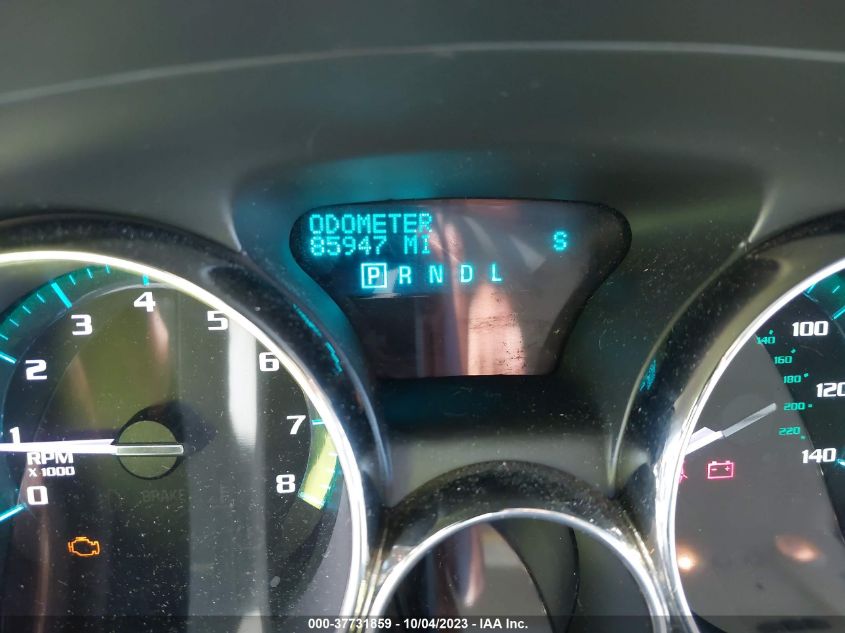 ODOMETER
85947 MI S
P R N D L
0 1 2 3 4 5 6 7 8
RPM
X 1000
BRAKE
100 120 140
140 160 180 200 220
000-37731859 - 10/04/2023 - IAA Inc.